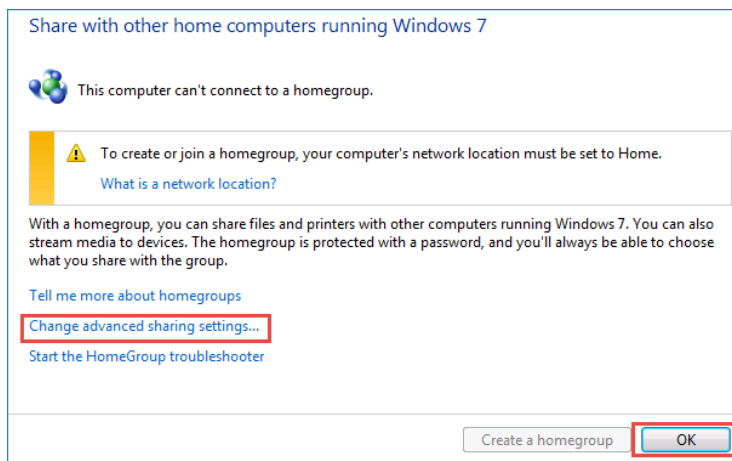 Share with other home computers running Windows 7
This computer can't connect to a homegroup.
To create or join a homegroup, your computer's network location must be set to Home.
What is a network location?
With a homegroup, you can share files and printers with other computers running Windows 7. You can also
stream media to devices. The homegroup is protected with a password, and you'll always be able to choose
what you share with the group.
Tell me more about homegroups
Change advanced sharing settings...
Start the HomeGroup troubleshooter
Create a homegroup OK